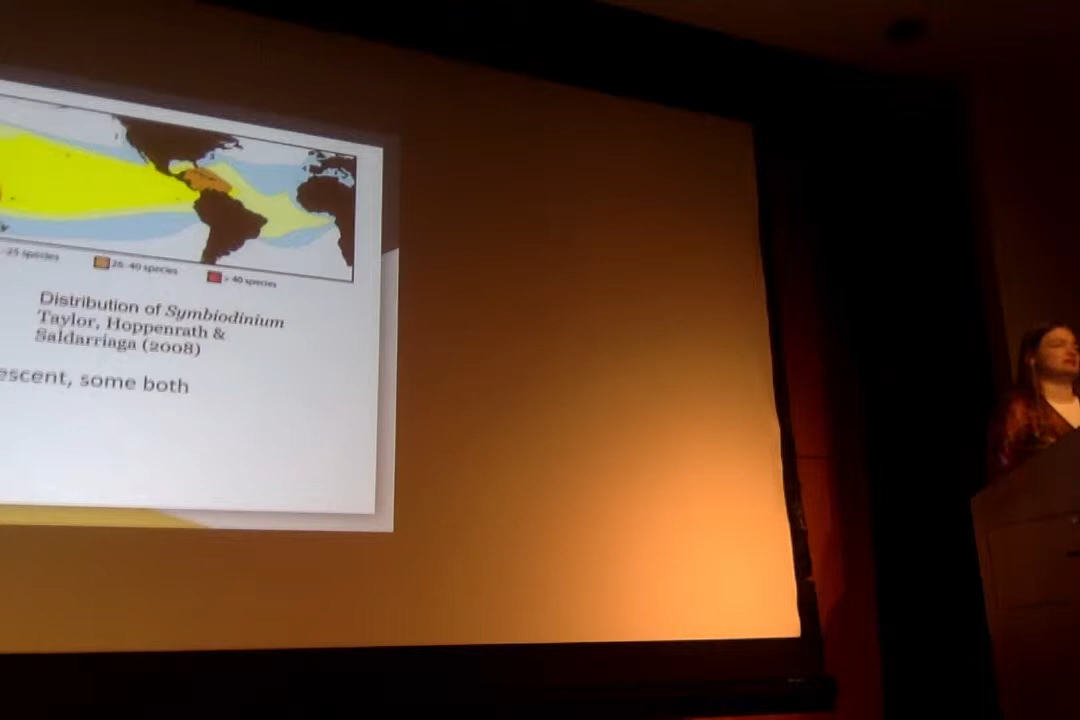 -25 species
26-40 species
> 40 species
Distribution of Symbiodinium
Taylor, Hoppenrath &
Saldarriaga (2008)
escent, some both